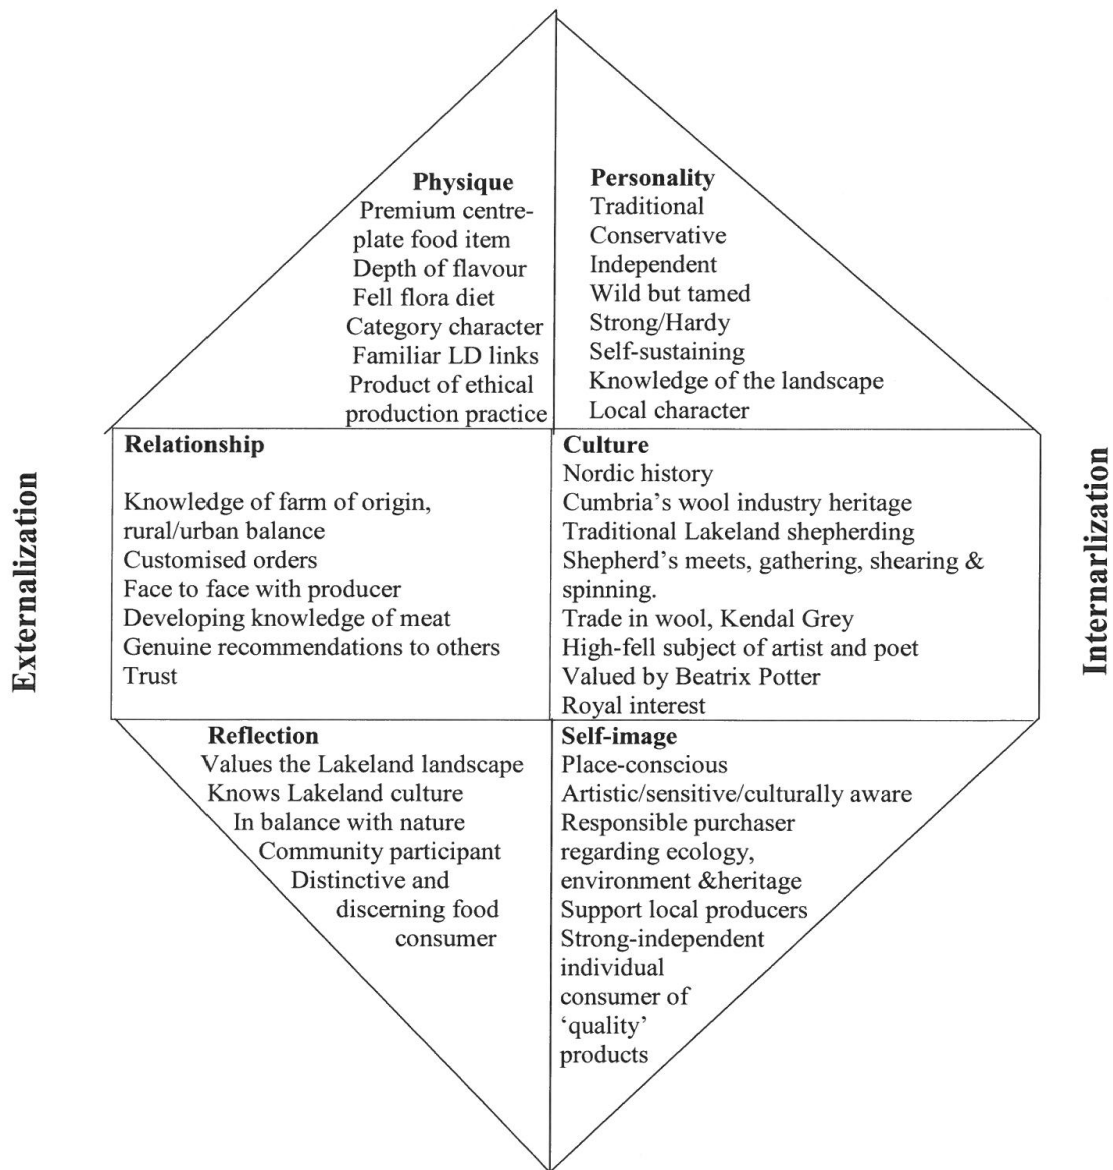 Physique
Premium centre-
plate food item
Depth of flavour
Fell flora diet
Category character
Familiar LD links
Product of ethical
production practice
Personality
Traditional
Conservative
Independent
Wild but tamed
Strong/Hardy
Self-sustaining
Knowledge of the landscape
Local character
Externalization
Relationship
Knowledge of farm of origin,
rural/urban balance
Customised orders
Face to face with producer
Developing knowledge of meat
Genuine recommendations to others
Trust
Culture
Nordic history
Cumbria's wool industry heritage
Traditional Lakeland shepherding
Shepherd's meets, gathering, shearing &
spinning.
Trade in wool, Kendal Grey
High-fell subject of artist and poet
Valued by Beatrix Potter
Royal interest
Internarlization
Reflection
Values the Lakeland landscape
Knows Lakeland culture
In balance with nature
Community participant
Distinctive and
discerning food
consumer
Self-image
Place-conscious
Artistic/sensitive/culturally aware
Responsible purchaser
regarding ecology,
environment &heritage
Support local producers
Strong-independent
individual
consumer of
‘quality’
products